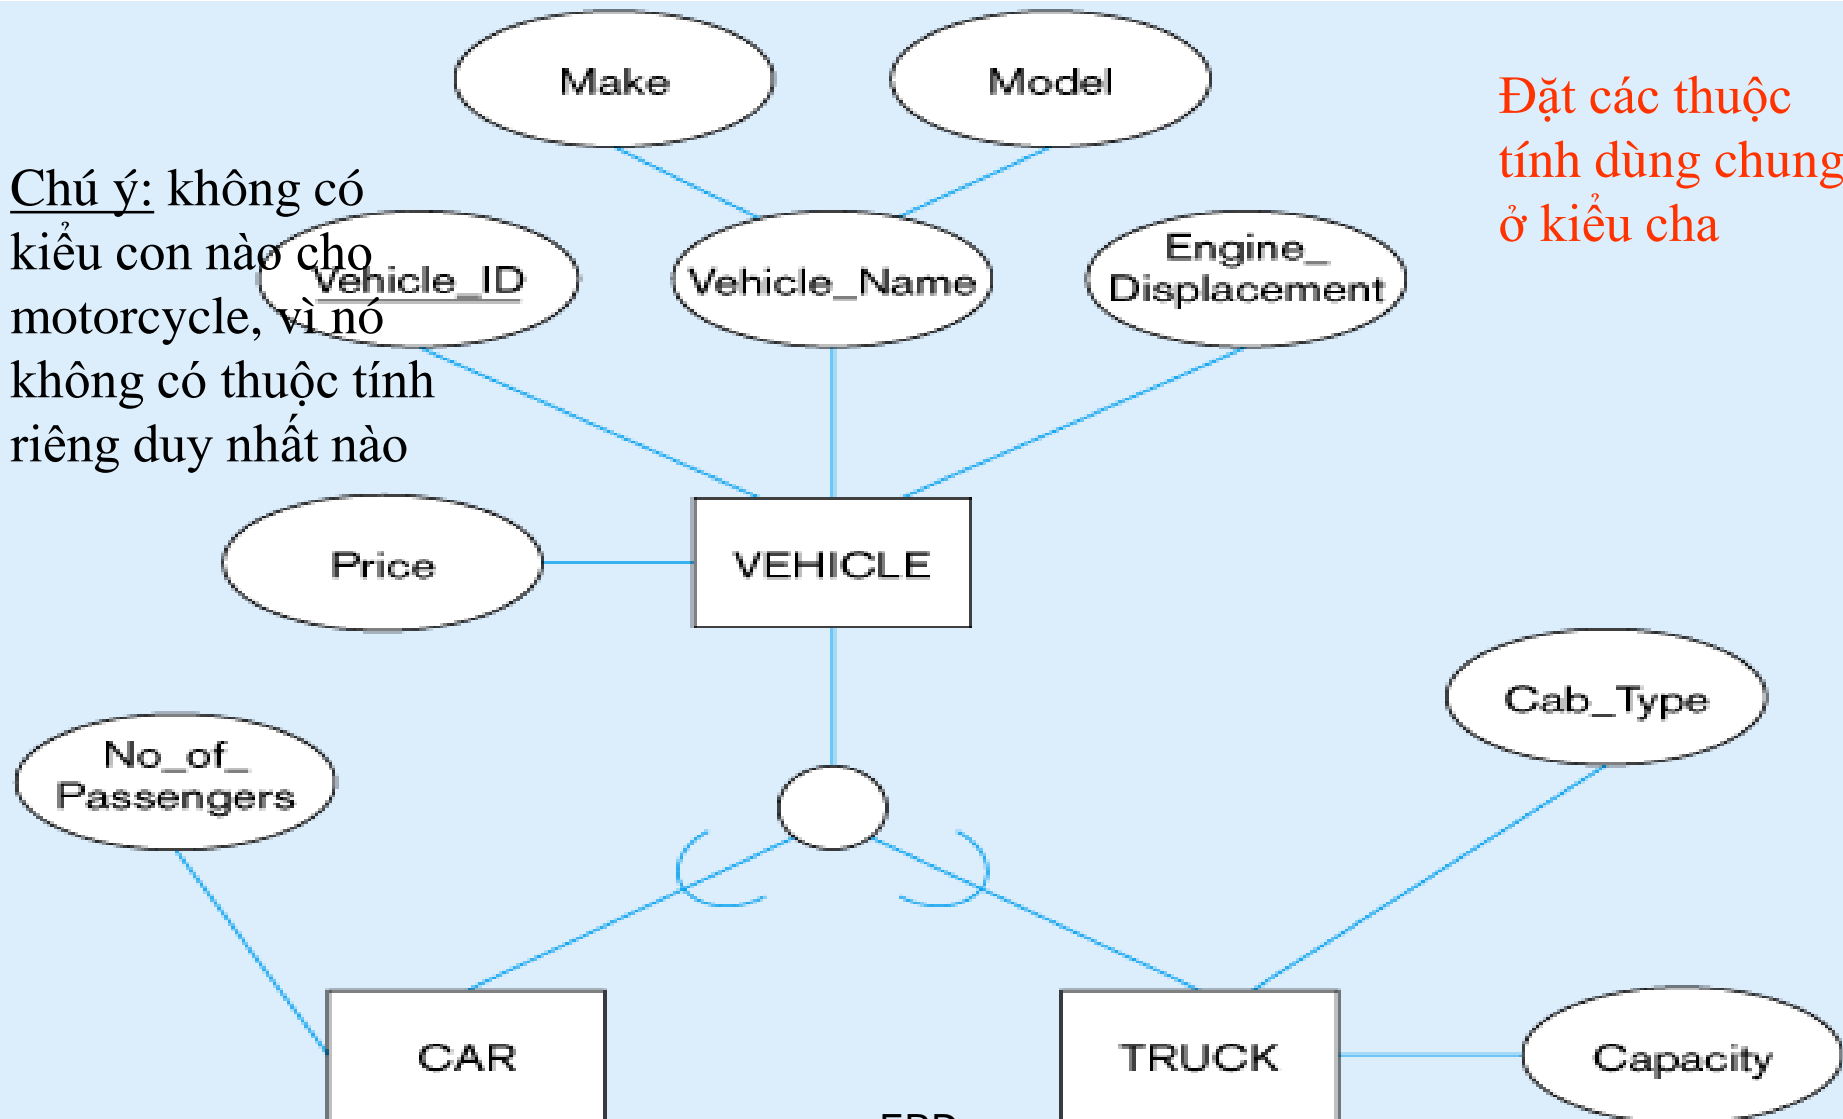 Make
Model
Đặt các thuộc
tính dùng chung
ở kiểu cha
Chú ý: không có
kiểu con nào cho
motorcycle, vì nó
không có thuộc tính
riêng duy nhất nào
Vehicle_ID
Vehicle_Name
Engine_
Displacement
Price
VEHICLE
Cab_Type
No_of_
Passengers
CAR
TRUCK
Capacity